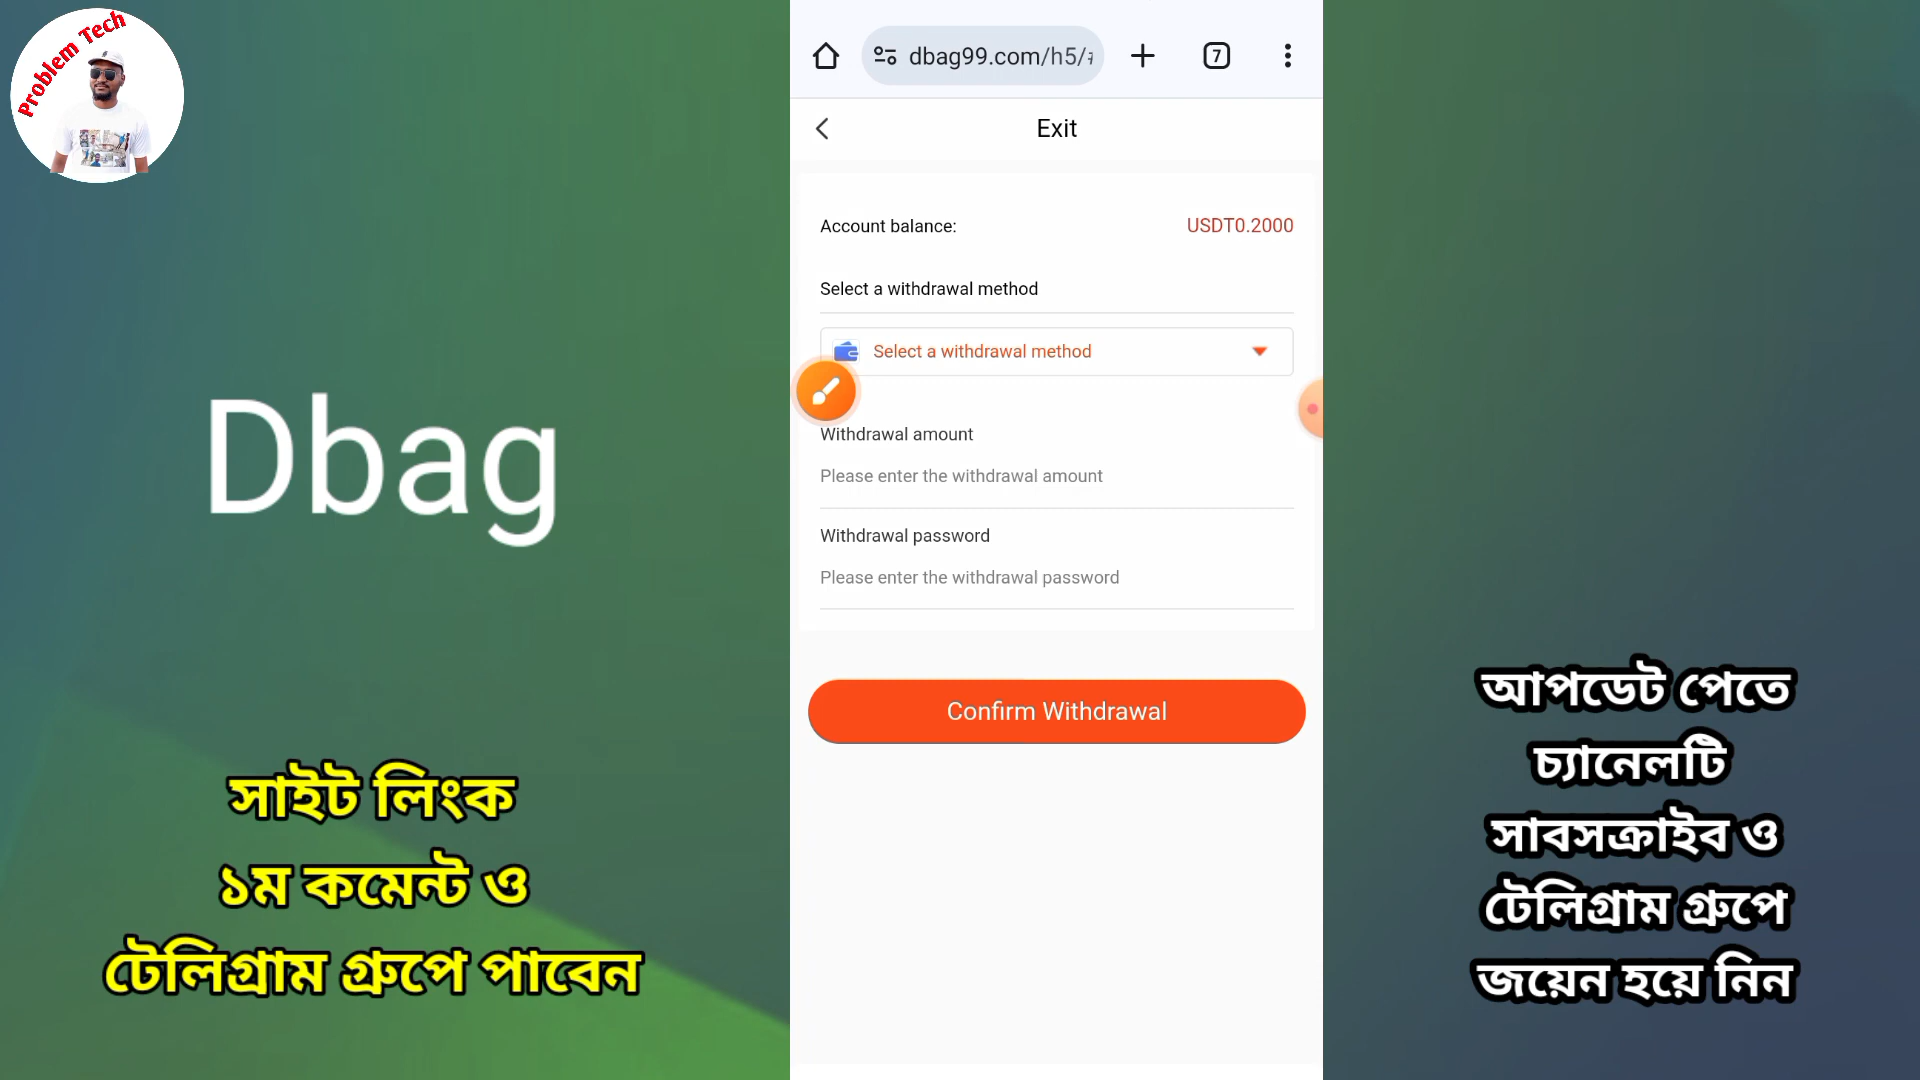 Problem Tech
dbag99.com/h5/
7
Exit
Account balance:
USDT0.2000
Select a withdrawal method
Select a withdrawal method
Withdrawal amount
Please enter the withdrawal amount
Withdrawal password
Please enter the withdrawal password
Confirm Withdrawal
Dbag
সাইট লিংক
১ম কমেন্ট ও
টেলিগ্রাম গ্রুপে পাবেন
আপডেট পেতে
চ্যানেলটি
সাবসক্রাইব ও
টেলিগ্রাম গ্রুপে
জয়েন হয়ে নিন